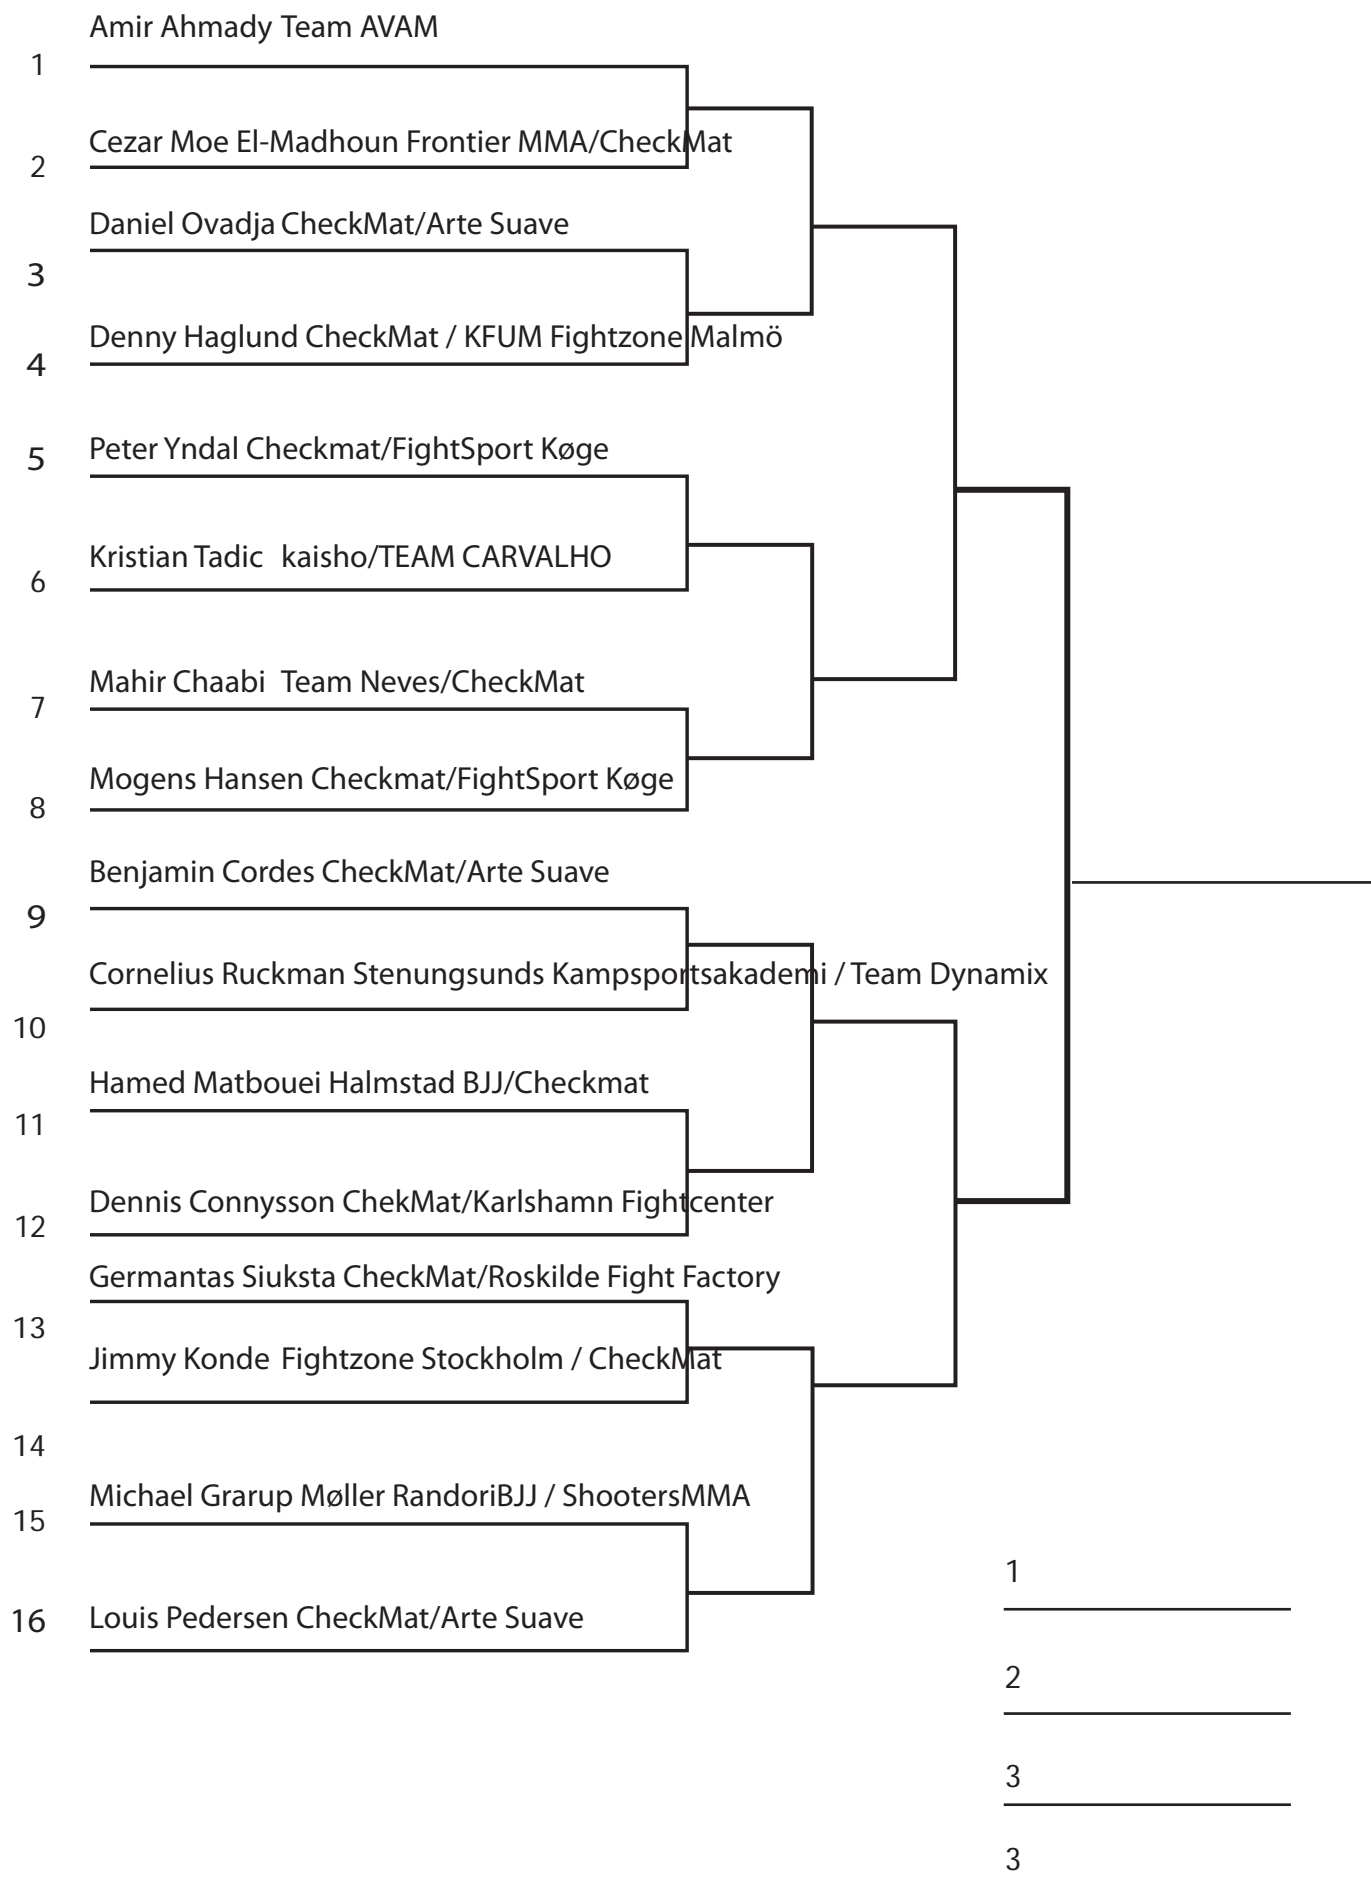 Amir Ahmady Team AVAM
1
Cezar Moe El-Madhoun Frontier MMA/CheckMat
2
Daniel Ovadja CheckMat/Arte Suave
3
Denny Haglund CheckMat / KFUM Fightzone Malmö
4
5 Peter Yndal Checkmat/FightSport Køge
Kristian Tadic kaisho/TEAM CARVALHO
6
Mahir Chaabi Team Neves/CheckMat
7
Mogens Hansen Checkmat/FightSport Køge
8
Benjamin Cordes CheckMat/Arte Suave
9
Cornelius Ruckman Stenungsunds Kampsportsakademi / Team Dynamix
10
Hamed Matbouei Halmstad BJJ/Checkmat
11
Dennis Connysson ChekMat/Karlshamn Fightcenter
12
Germantas Siuksta CheckMat/Roskilde Fight Factory
13
Jimmy Konde Fightzone Stockholm / CheckMat
14
Michael Grarup Møller RandoriBJJ / ShootersMMA
15
16 Louis Pedersen CheckMat/Arte Suave
1
2
3
3